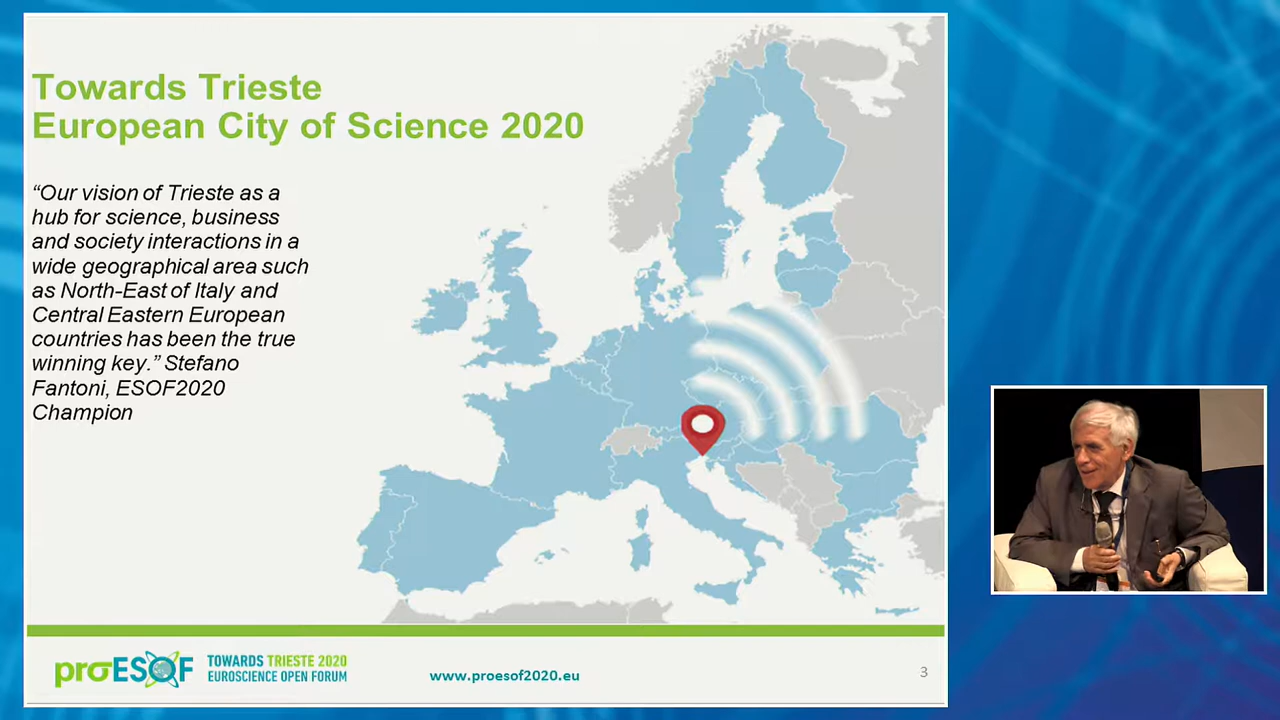 Towards Trieste
European City of Science 2020
“Our vision of Trieste as a
hub for science, business
and society interactions in a
wide geographical area such
as North-East of Italy and
Central Eastern European
countries has been the true
winning key.” Stefano
Fantoni, ESOF2020
Champion
proESOF
TOWARDS TRIESTE 2020
EUROSCIENCE OPEN FORUM
www.proesof2020.eu
3